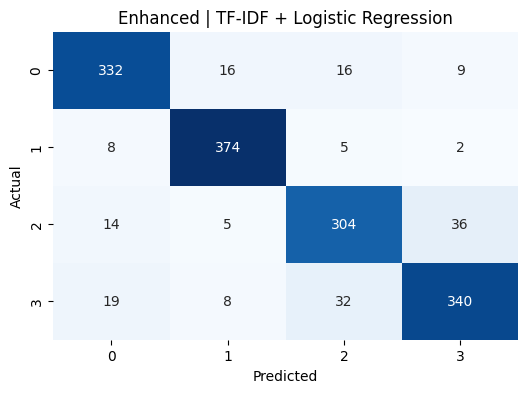 Enhanced | TF-IDF + Logistic Regression
0 332 16 16 9
1 8 374 5 2
Actual
2 14 5 304 36
3 19 8 32 340
0 1 2 3
Predicted